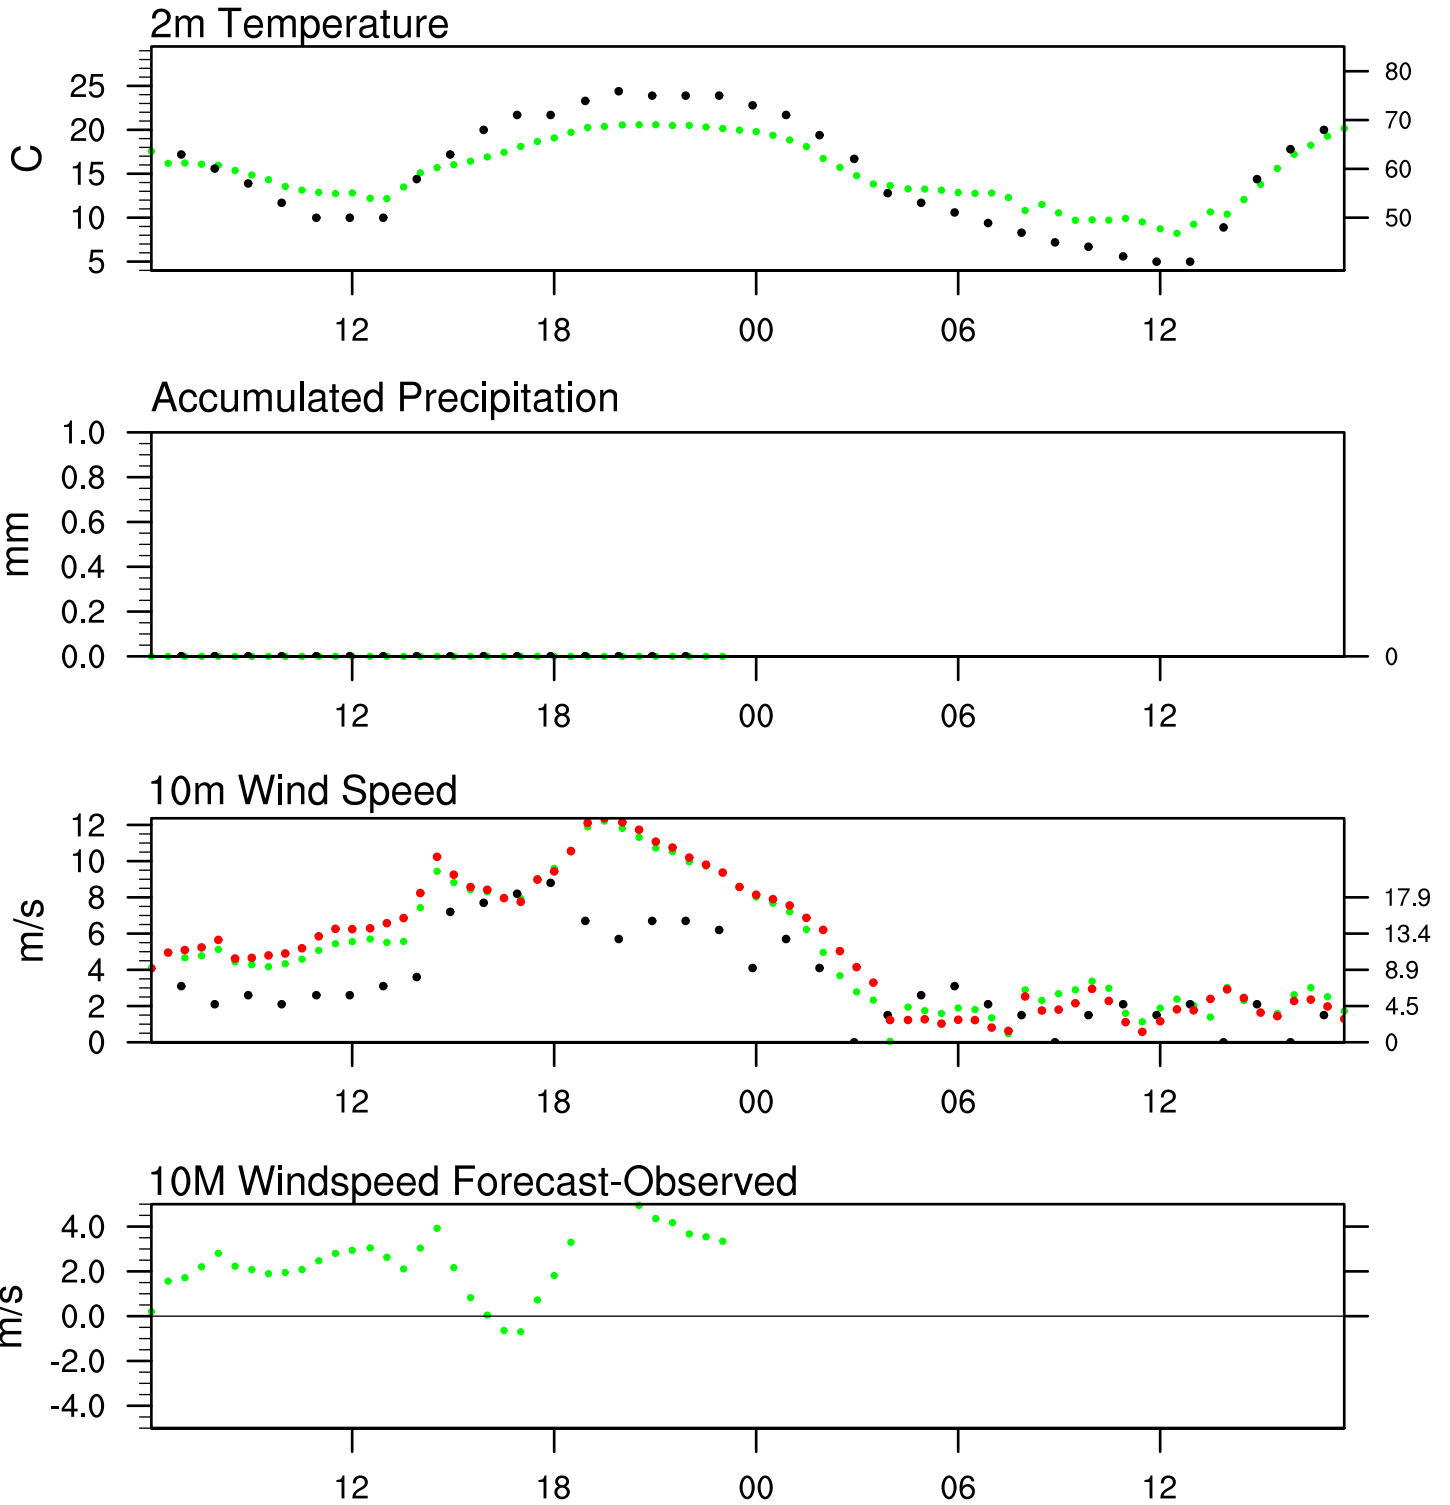 2m Temperature
25
20
15
10
5
C
80
70
60
50
12 18 00 06 12
Accumulated Precipitation
1.0
0.8
0.6
0.4
0.2
0.0
mm
0
12 18 00 06 12
10m Wind Speed
12
10
8
6
4
2
0
m/s
17.9
13.4
8.9
4.5
0
12 18 00 06 12
10M Windspeed Forecast-Observed
4.0
2.0
0.0
-2.0
-4.0
m/s
12 18 00 06 12